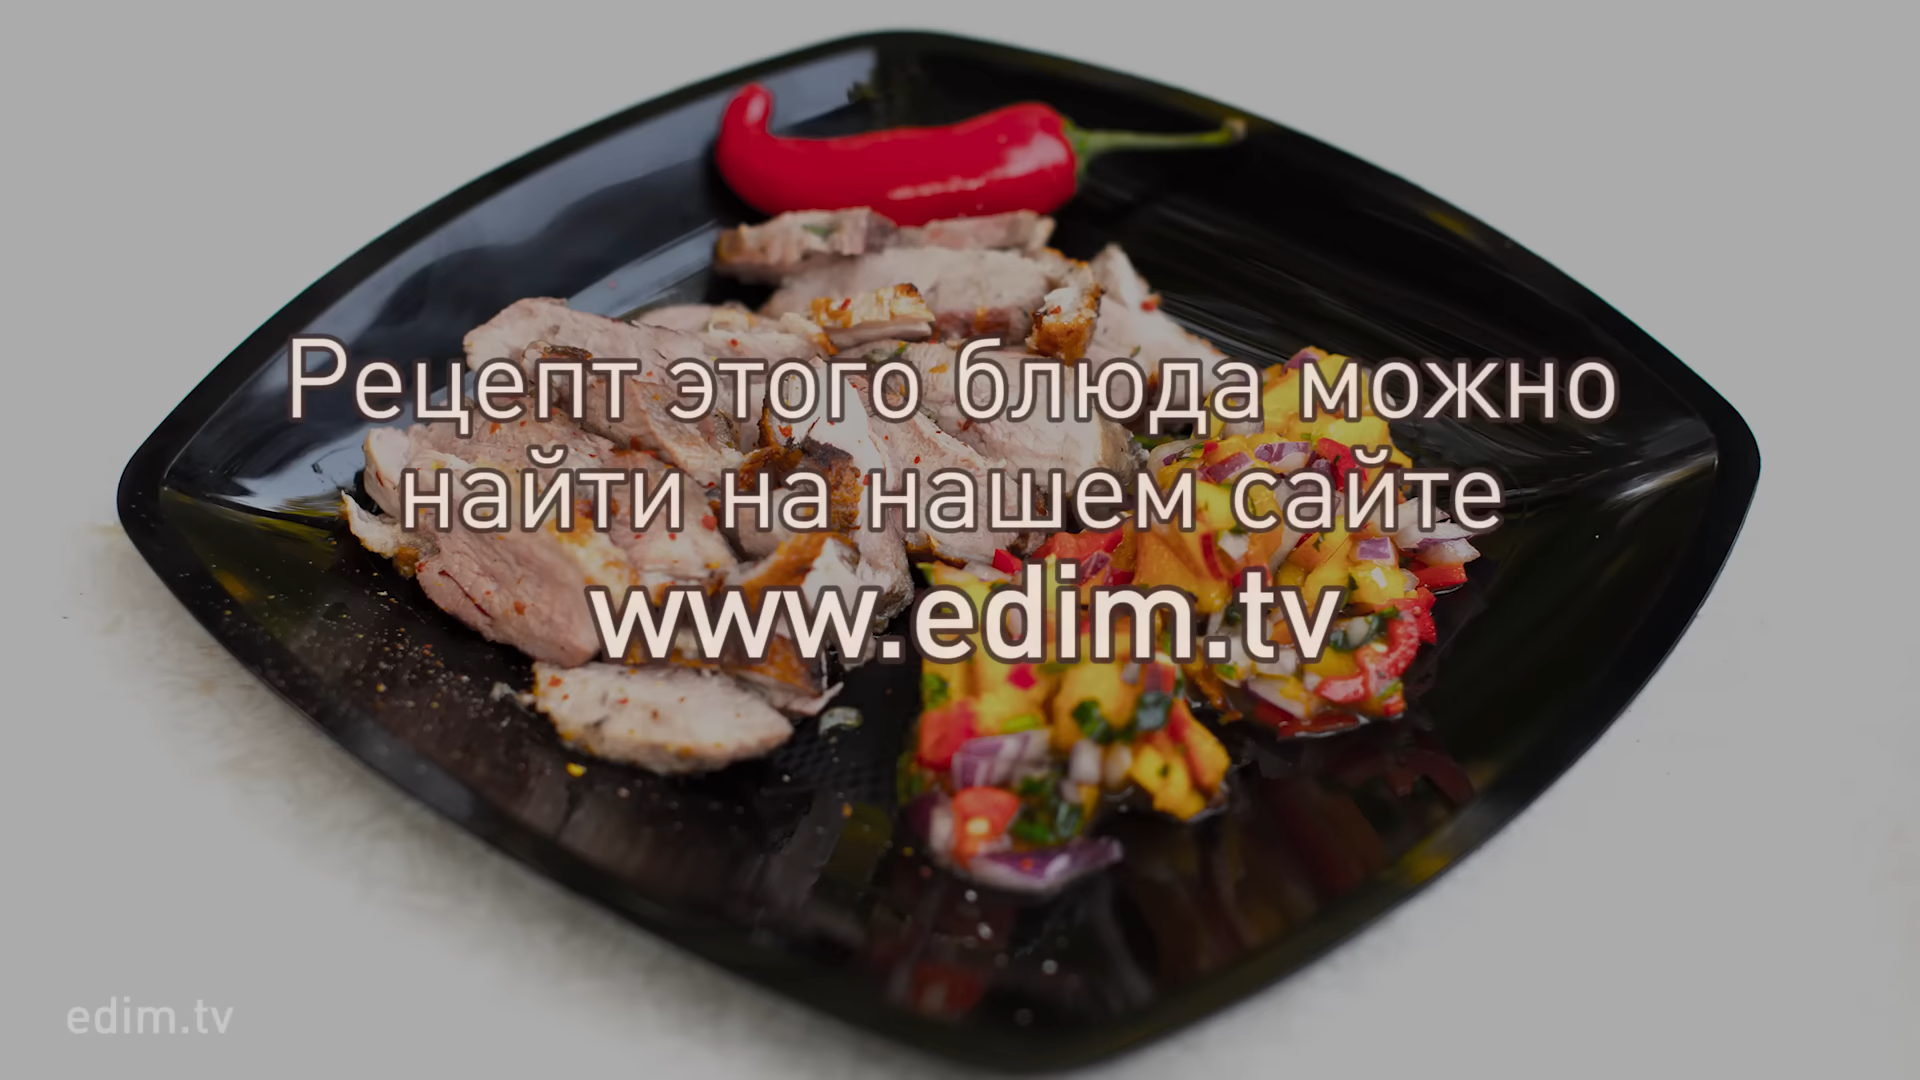 Рецепт этого блюда можно
найти на нашем сайте
www.edim.tv
edim.tv